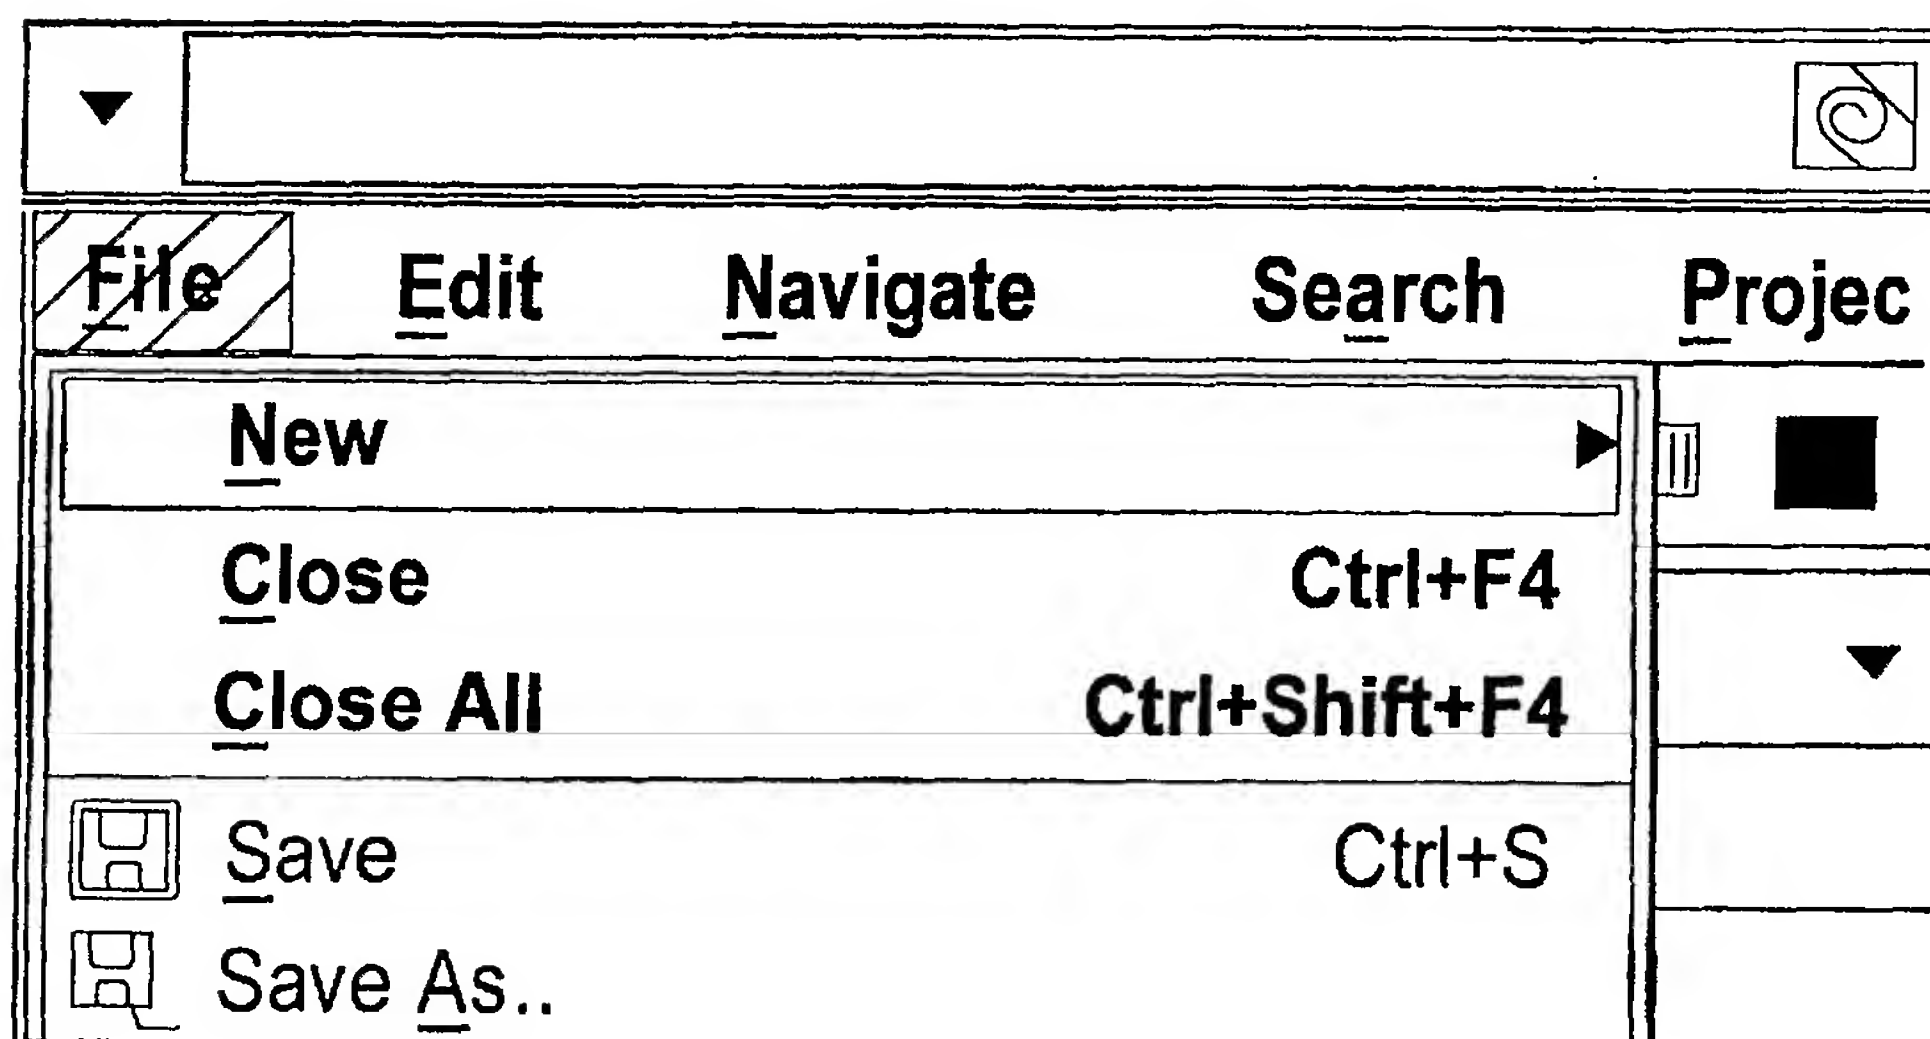 File Edit Navigate Search Projec
New
Close Ctrl+F4
Close All Ctrl+Shift+F4
Save Ctrl+S
Save As..